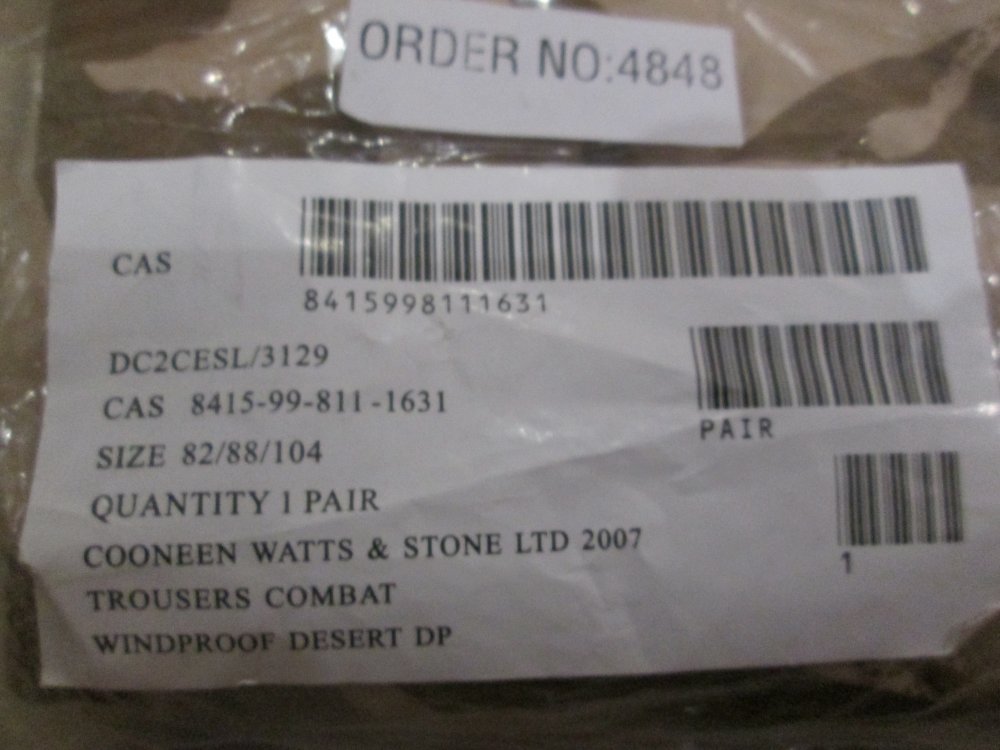 ORDER NO:4848
CAS
8415998111631
DC2CESL/3129
CAS 8415-99-811-1631
PAIR
SIZE 82/88/104
QUANTITY 1 PAIR
COONEEN WATTS & STONE LTD 2007
1
TROUSERS COMBAT
WINDPROOF DESERT DP